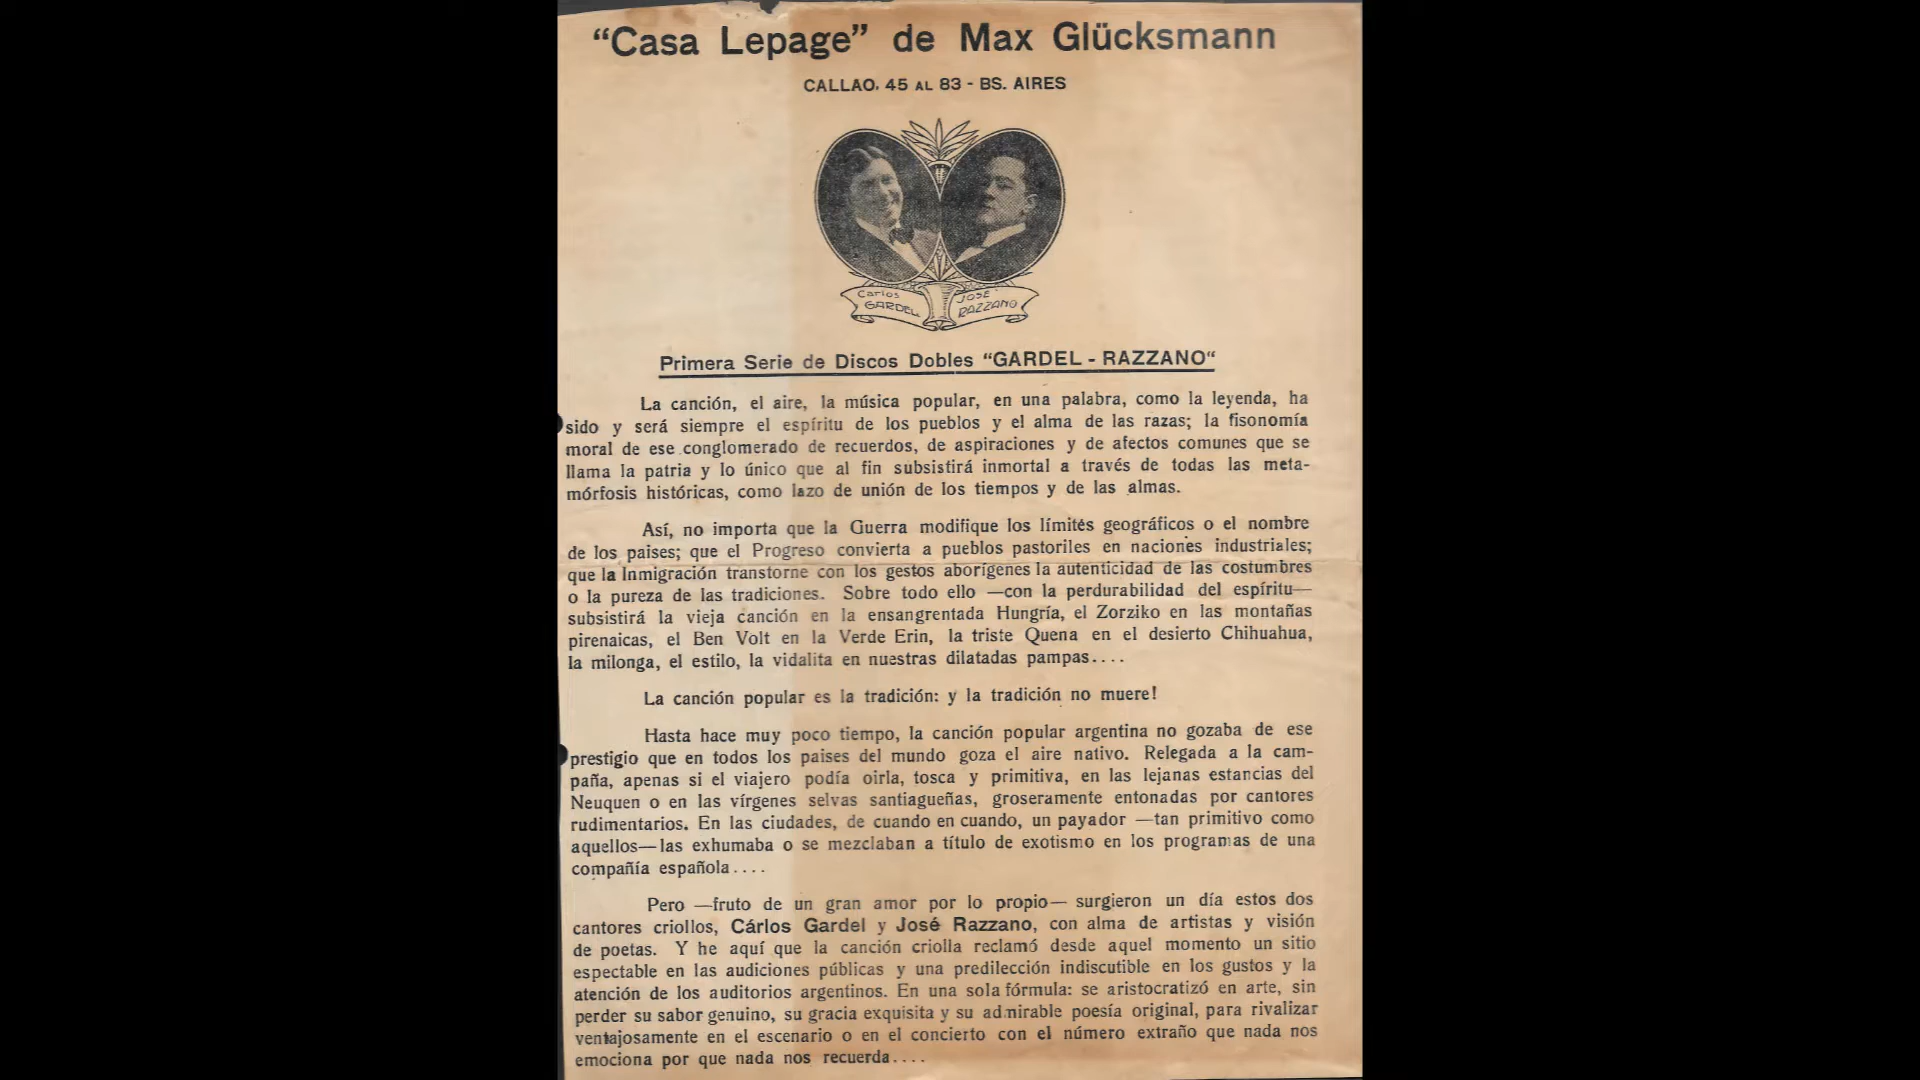 “Casa Lepage” de Max Glücksmann
CALLAO, 45 AL 83 - BS. AIRES
Carlos GARDEL
JOSE RAZZANO
Primera Serie de Discos Dobles “GARDEL - RAZZANO“
La canción, el aire, la música popular, en una palabra, como la leyenda, ha
sido y será siempre el espíritu de los pueblos y el alma de las razas; la fisonomía
moral de ese conglomerado de recuerdos, de aspiraciones y de afectos comunes que se
llama la patria y lo único que al fin subsistirá inmortal a través de todas las meta-
mórfosis históricas, como lazo de unión de los tiempos y de las almas.
Así, no importa que la Guerra modifique los límites geográficos o el nombre
de los paises; que el Progreso convierta a pueblos pastoriles en naciones industriales;
que la Inmigración transtorne con los gestos aborígenes la autenticidad de las costumbres
o la pureza de las tradiciones. Sobre todo ello —con la perdurabilidad del espíritu—
subsistirá la vieja canción en la ensangrentada Hungría, el Zorziko en las montañas
pirenaicas, el Ben Volt en la Verde Erin, la triste Quena en el desierto Chihuahua,
la milonga, el estilo, la vidalita en nuestras dilatadas pampas....
La canción popular es la tradición: y la tradición no muere!
Hasta hace muy poco tiempo, la canción popular argentina no gozaba de ese
prestigio que en todos los paises del mundo goza el aire nativo. Relegada a la cam-
paña, apenas si el viajero podía oirla, tosca y primitiva, en las lejanas estancias del
Neuquen o en las vírgenes selvas santiagueñas, groseramente entonadas por cantores
rudimentarios. En las ciudades, de cuando en cuando, un payador —tan primitivo como
aquellos—las exhumaba o se mezclaban a título de exotismo en los programas de una
compañía española....
Pero —fruto de un gran amor por lo propio— surgieron un día estos dos
cantores criollos, Cárlos Gardel y José Razzano, con alma de artistas y visión
de poetas. Y he aquí que la canción criolla reclamó desde aquel momento un sitio
espectable en las audiciones públicas y una predilección indiscutible en los gustos y la
atención de los auditorios argentinos. En una sola fórmula: se aristocratizó en arte, sin
perder su sabor genuino, su gracia exquisita y su admirable poesía original, para rivalizar
ventajosamente en el escenario o en el concierto con el número extraño que nada nos
emociona por que nada nos recuerda....